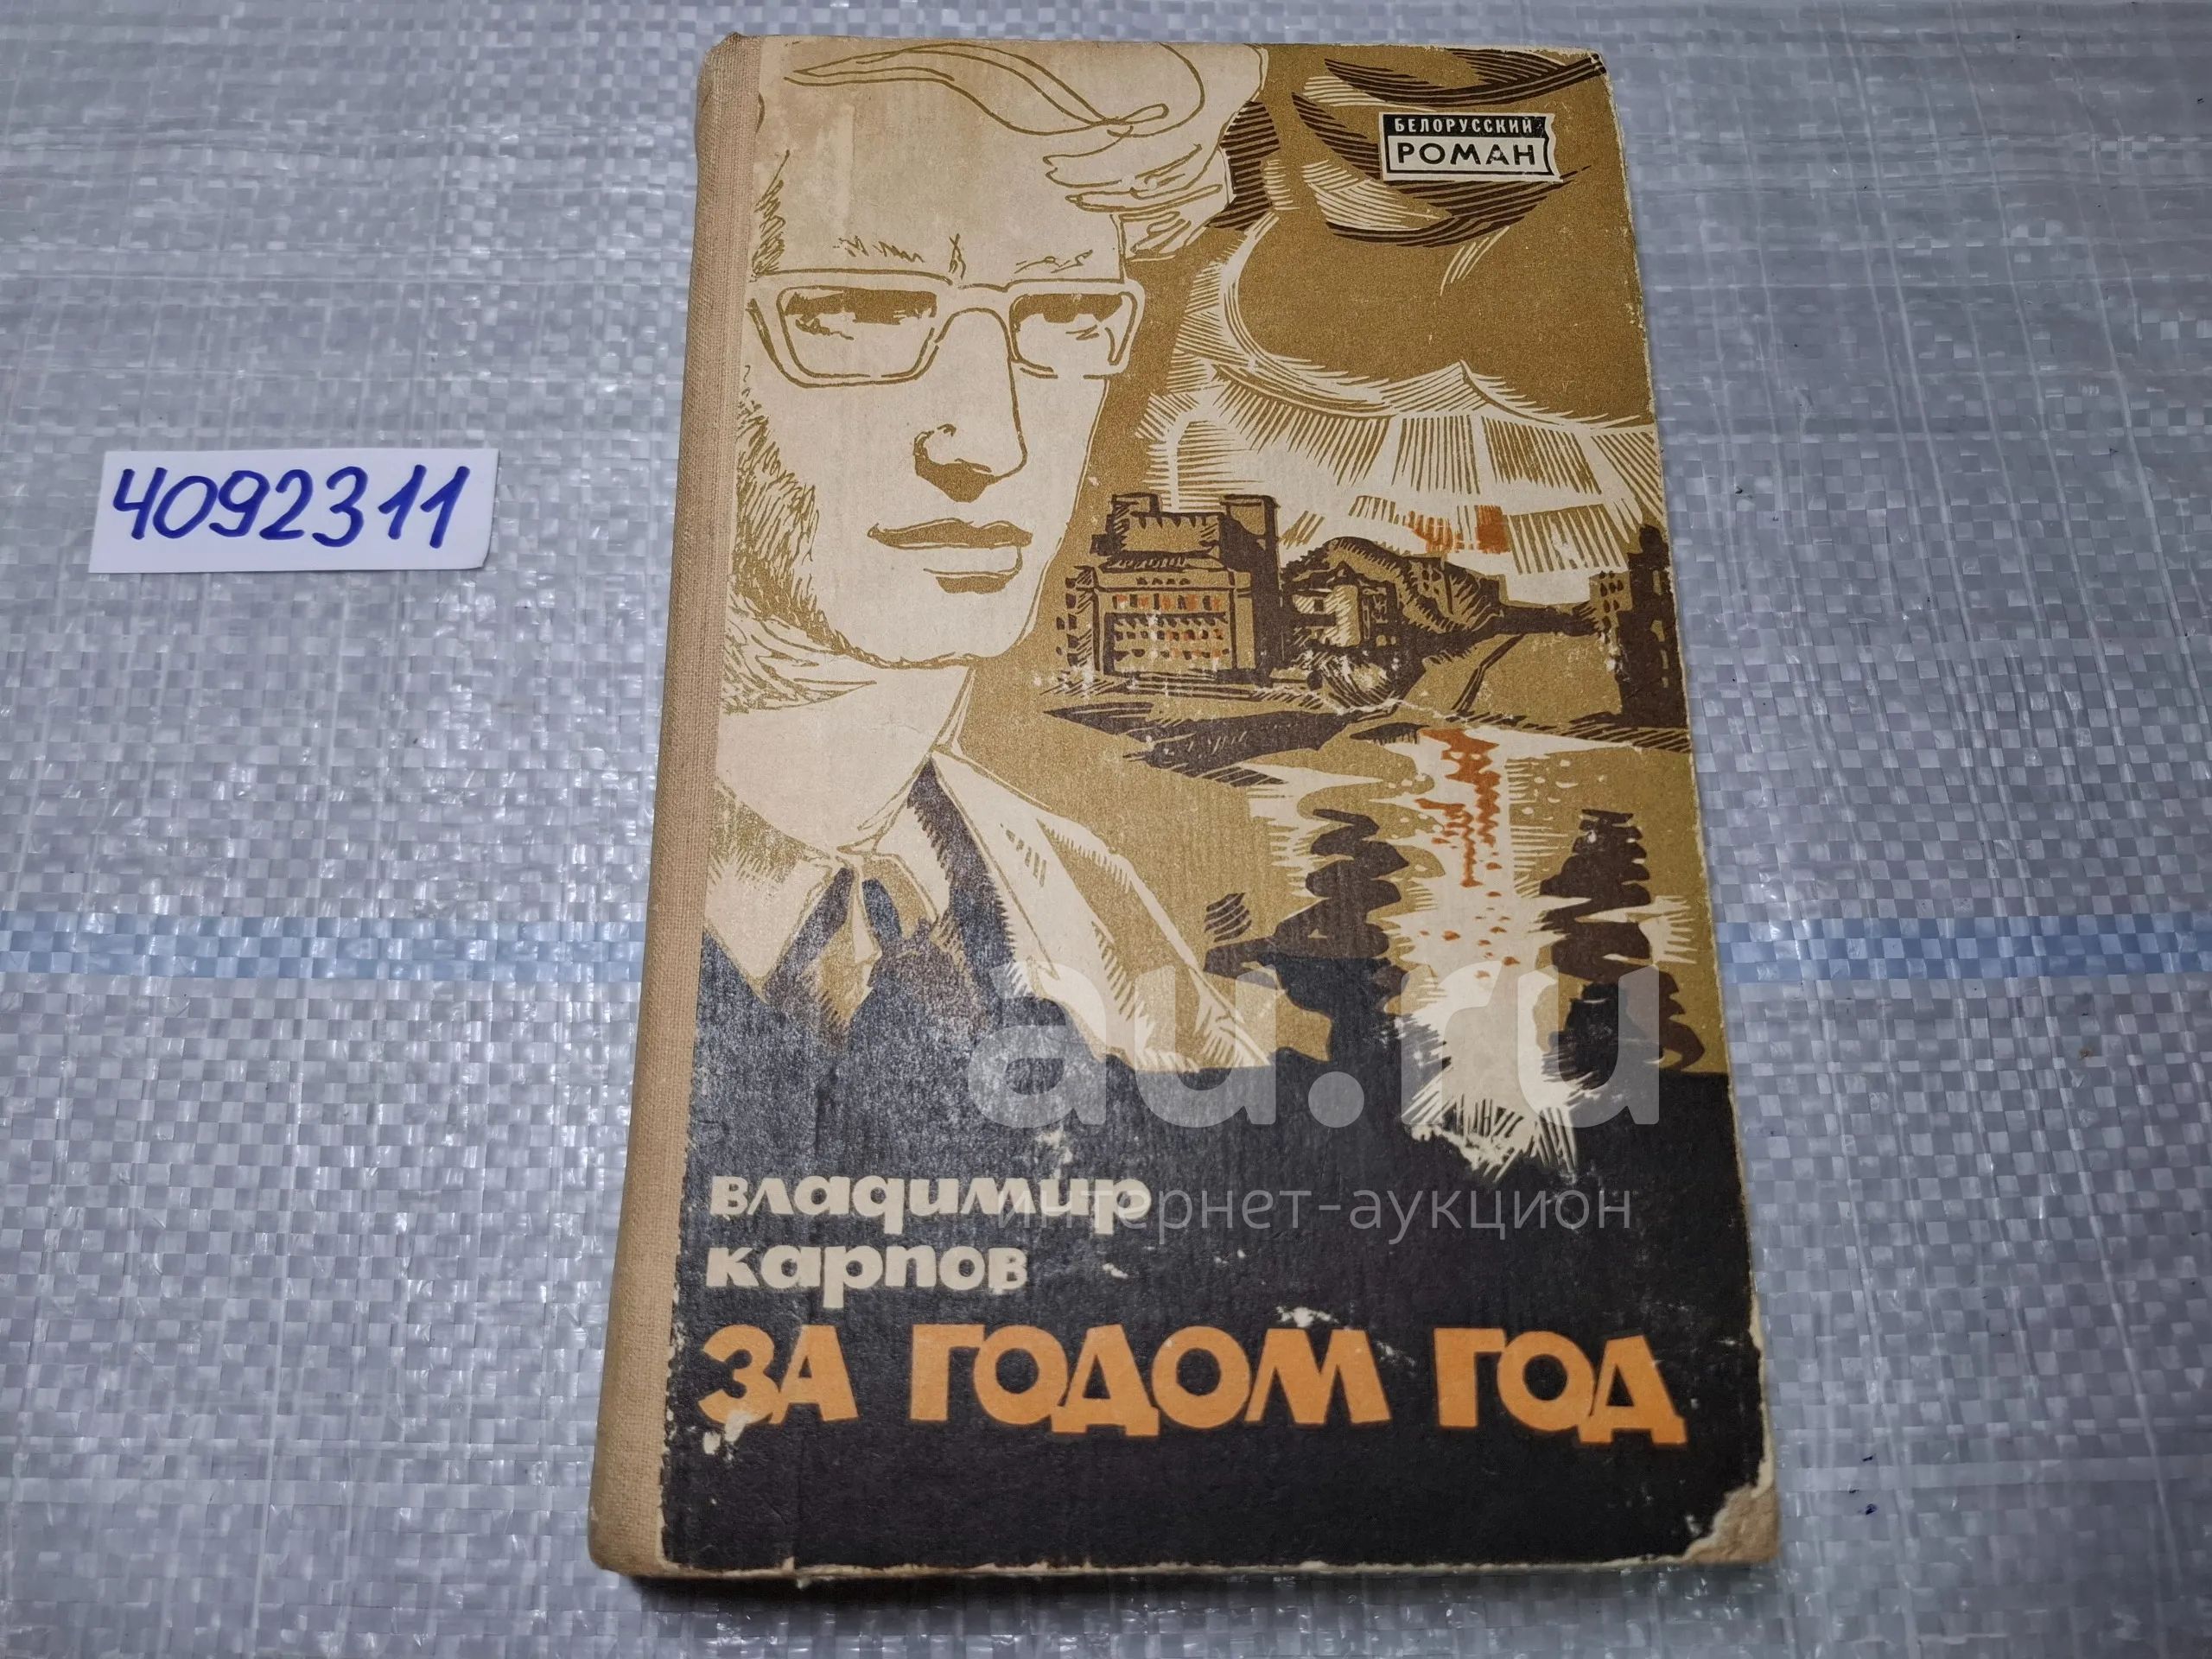 БЕЛОРУССКИЙ
РОМАН
4092311
au.ru
интернет-аукцион
владимир
карпов
ЗА ГОДОМ ГОД